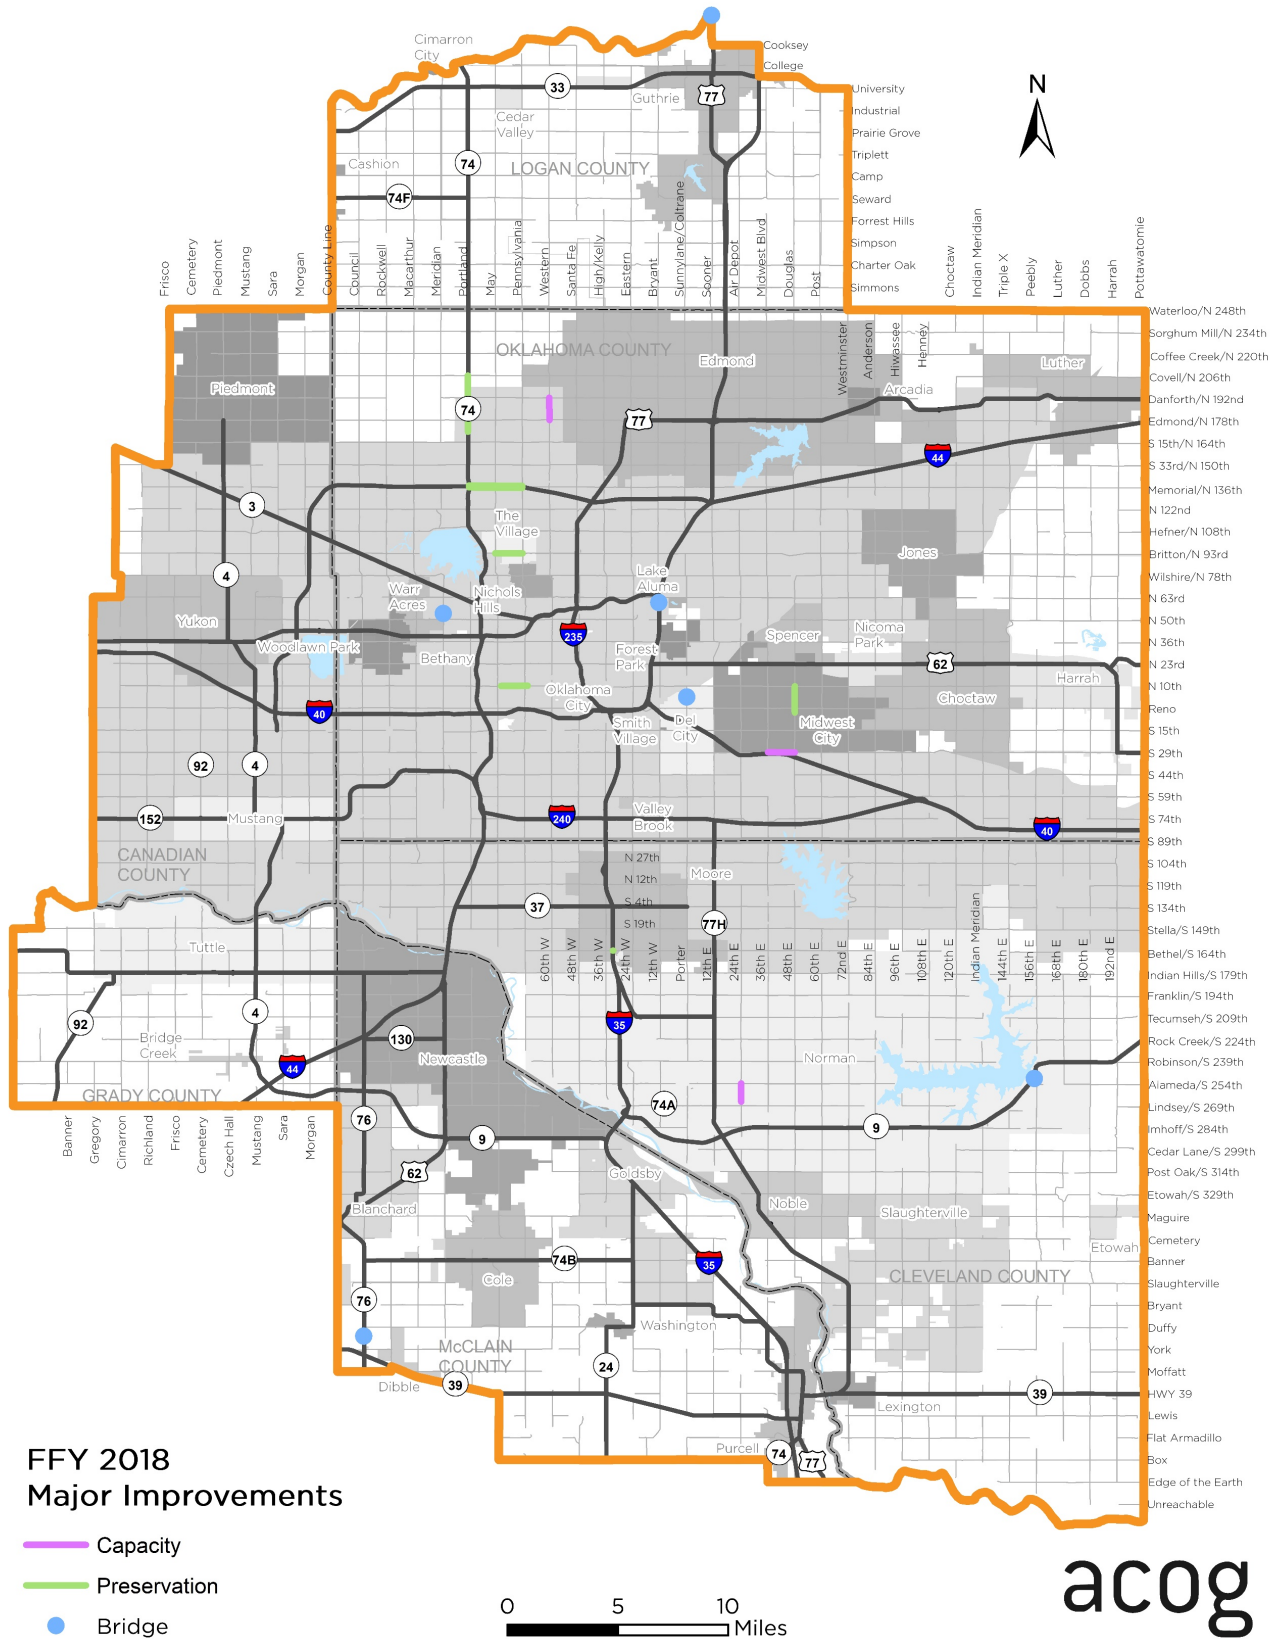 Cimarron
City
Cooksey
College
University
Industrial
Prairie Grove
Triplett
Camp
Seward
Forrest Hills
Simpson
Charter Oak
Simmons
N
33
Guthrie
77
Cedar
Valley
Cashion
74
LOGAN COUNTY
74F
Frisco
Cemetery
Piedmont
Mustang
Sara
Morgan
County Line
Council
Rockwell
Macarthur
Meridian
Portland
May
Pennsylvania
Western
Santa Fe
High/Kelly
Eastern
Bryant
Sunnylane/Coltrane
Sooner
Air Depot
Midwest Blvd
Douglas
Post
Westminster
Anderson
Hiwassee
Henney
Choctaw
Indian Meridian
Triple X
Peebly
Luther
Dobbs
Harrah
Pottawatomie
Waterloo/N 248th
Sorghum Mill/N 234th
Coffee Creek/N 220th
Covell/N 206th
Danforth/N 192nd
Edmond/N 178th
S 15th/N 164th
S 33rd/N 150th
Memorial/N 136th
N 122nd
Hefner/N 108th
Britton/N 93rd
Wilshire/N 78th
N 63rd
N 50th
N 36th
N 23rd
N 10th
Reno
S 15th
S 29th
S 44th
S 59th
S 74th
S 89th
S 104th
S 119th
S 134th
Stella/S 149th
Bethel/S 164th
Indian Hills/S 179th
Franklin/S 194th
Tecumseh/S 209th
Rock Creek/S 224th
Robinson/S 239th
Alameda/S 254th
Lindsey/S 269th
Imhoff/S 284th
Cedar Lane/S 299th
Post Oak/S 314th
Etowah/S 329th
Maguire
Cemetery
Banner
Slaughterville
Bryant
Duffy
York
Moffatt
HWY 39
Lewis
Flat Armadillo
Box
Edge of the Earth
Unreachable
OKLAHOMA COUNTY
Edmond
Luther
Piedmont
Arcadia
74
77
44
3
The
Village
Jones
4
Lake
Aluma
Warr
Acres
Nichols
Hills
Yukon
235
Spencer
Nicoma
Park
Woodlawn Park
Bethany
Forest
Park
62
Harrah
Oklahoma
City
Choctaw
40
Smith
Village
Del
City
Midwest
City
92
4
152
Mustang
240
Valley
Brook
40
CANADIAN
COUNTY
N 27th
N 12th
S 4th
S 19th
Moore
37
77H
Tuttle
60th W
48th W
36th W
24th W
12th W
Porter
12th E
24th E
36th E
48th E
60th E
72nd E
84th E
96th E
108th E
120th E
Indian Meridian
144th E
156th E
168th E
180th E
192nd E
92
4
35
Bridge
Creek
130
Newcastle
Norman
44
GRADY COUNTY
74A
76
9
9
Banner
Gregory
Cimarron
Richland
Frisco
Cemetery
Czech Hall
Mustang
Sara
Morgan
62
Goldsby
Blanchard
Noble
Slaughterville
Etowah
74B
35
Cole
CLEVELAND COUNTY
76
Washington
McCLAIN
COUNTY
24
Dibble
39
39
Lexington
Purcell
74
77
FFY 2018
Major Improvements
Capacity
Preservation
Bridge
0 5 10
Miles
acog